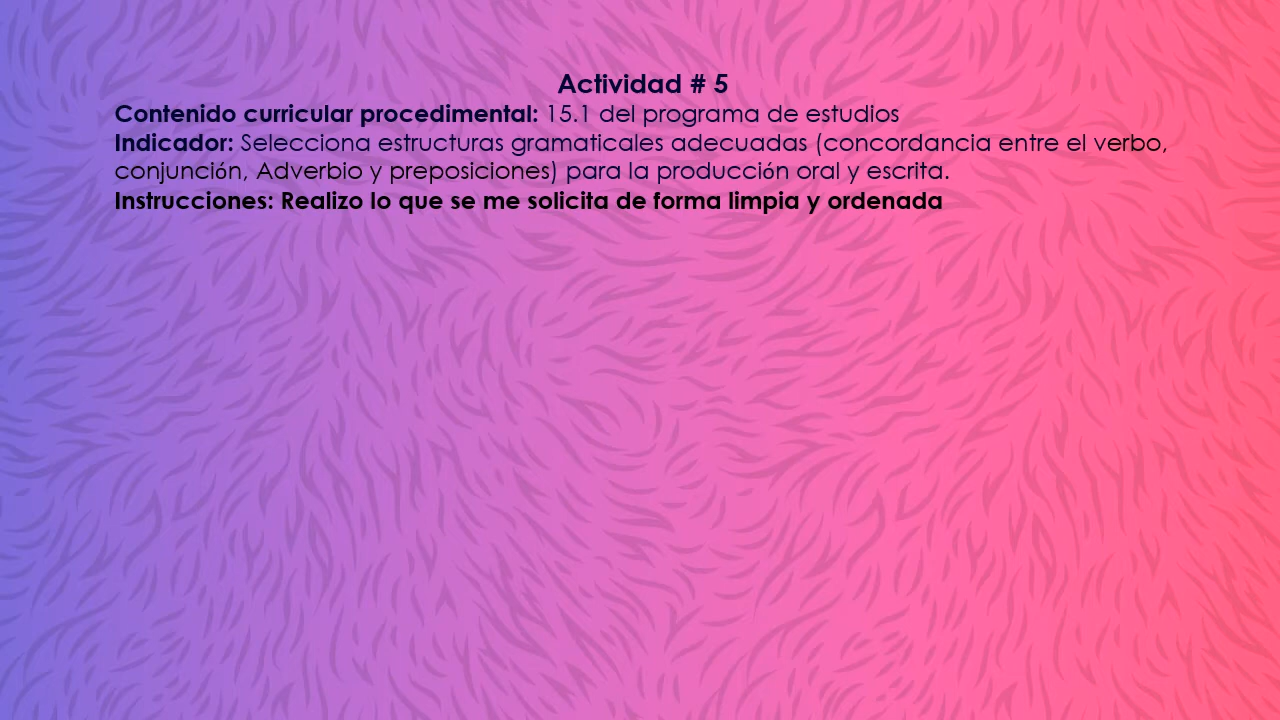 Actividad # 5
Contenido curricular procedimental: 15.1 del programa de estudios
Indicador: Selecciona estructuras gramaticales adecuadas (concordancia entre el verbo,
conjunción, Adverbio y preposiciones) para la producción oral y escrita.
Instrucciones: Realizo lo que se me solicita de forma limpia y ordenada